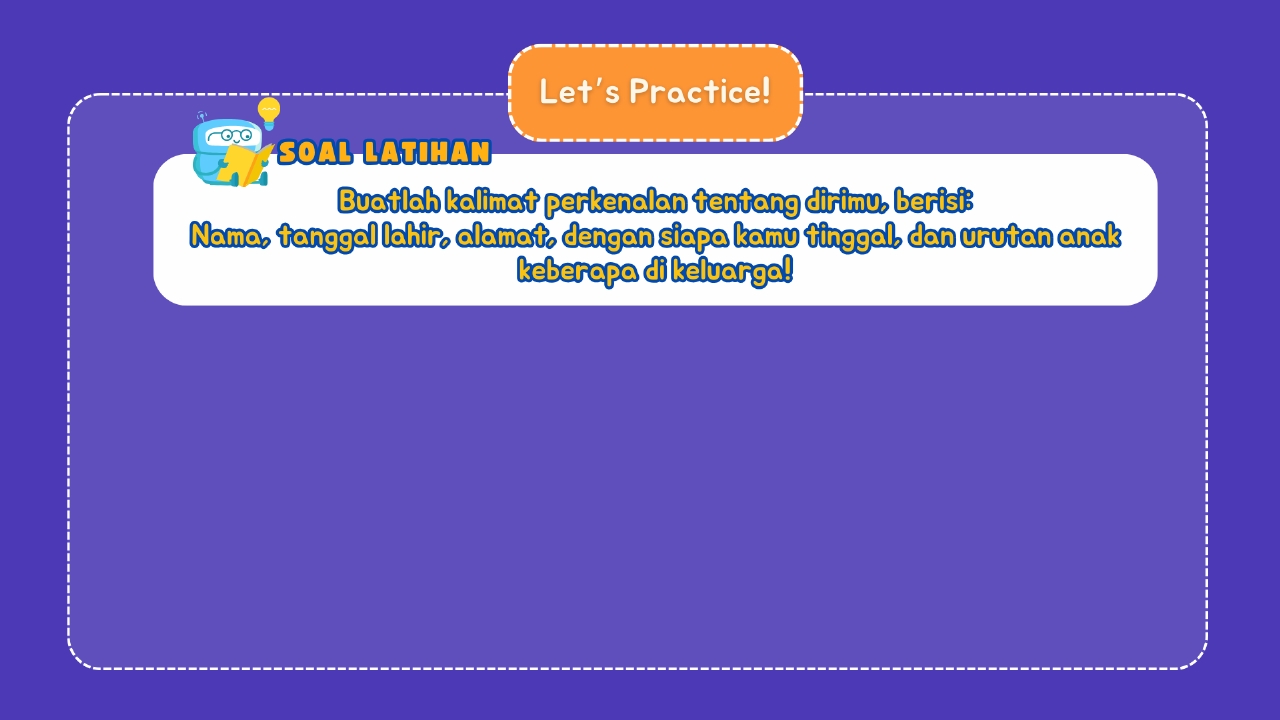 Let's Practice!
SOAL LATIHAN
Buatlah kalimat perkenalan tentang dirimu, berisi:
Nama, tanggal lahir, alamat, dengan siapa kamu tinggal, dan urutan anak
keberapa di keluarga!